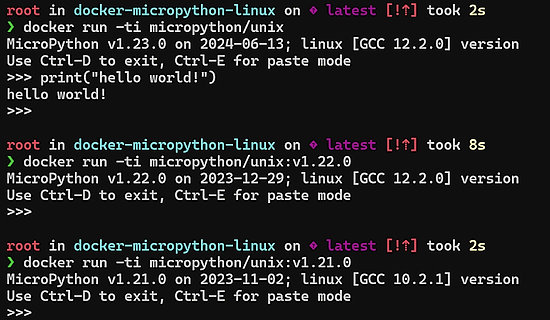 root in docker-micropython-linux on � latest [!↑] took 2s
❯ docker run -ti micropython/unix
MicroPython v1.23.0 on 2024-06-13; linux [GCC 12.2.0] version
Use Ctrl-D to exit, Ctrl-E for paste mode
>>> print("hello world!")
hello world!
>>>
root in docker-micropython-linux on � latest [!↑] took 8s
❯ docker run -ti micropython/unix:v1.22.0
MicroPython v1.22.0 on 2023-12-29; linux [GCC 12.2.0] version
Use Ctrl-D to exit, Ctrl-E for paste mode
>>>
root in docker-micropython-linux on � latest [!↑] took 2s
❯ docker run -ti micropython/unix:v1.21.0
MicroPython v1.21.0 on 2023-11-02; linux [GCC 10.2.1] version
Use Ctrl-D to exit, Ctrl-E for paste mode
>>>